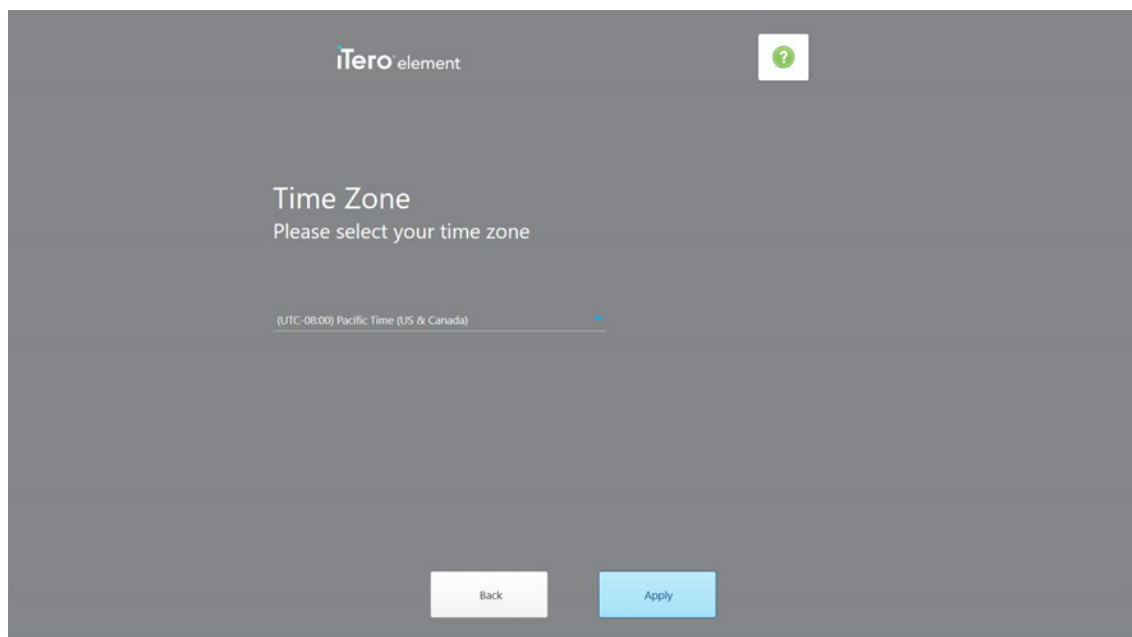 iTero element
?
Time Zone
Please select your time zone
(UTC-08:00) Pacific Time (US & Canada)
Back
Apply